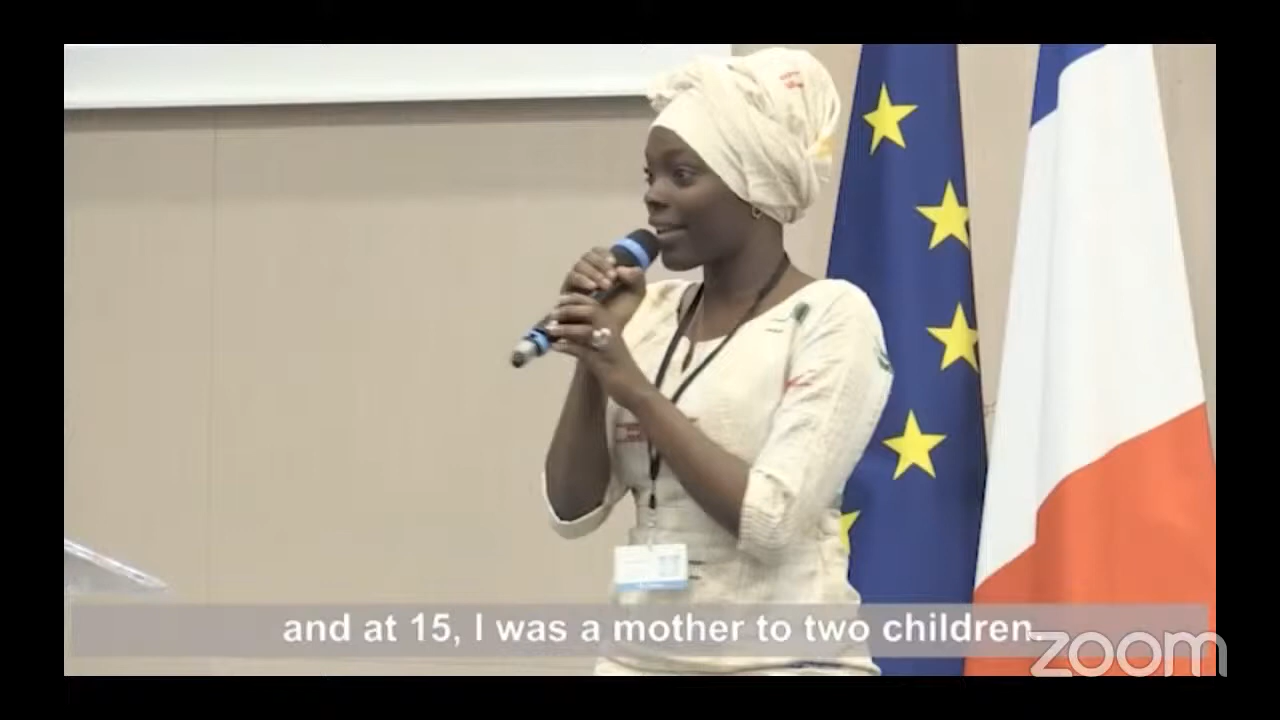 and at 15, I was a mother to two children.
zoom